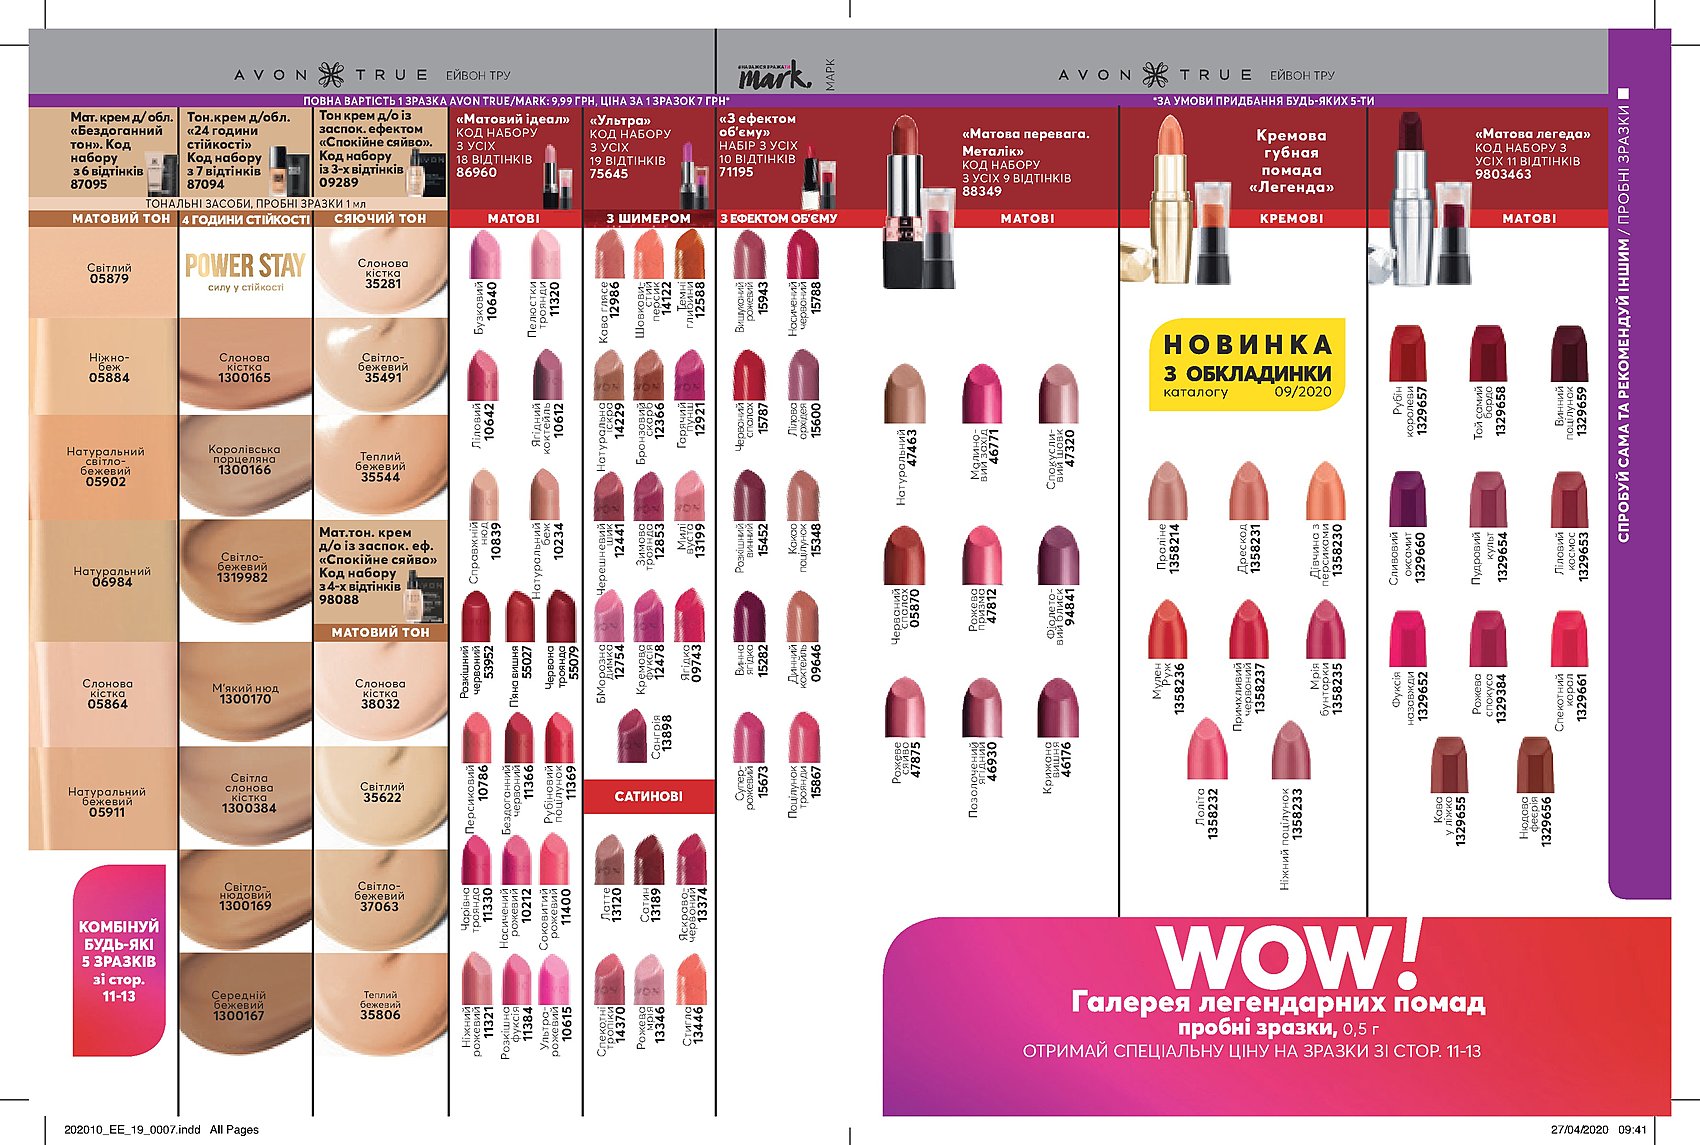 AVON TRUE ЕЙВОН ТРУ
#НАВАЖСЯВРАЖАТИ
mark. МАРК
AVON TRUE ЕЙВОН ТРУ
ПОВНА ВАРТІСТЬ 1 ЗРАЗКА AVON TRUE/MARK: 9,99 ГРН, ЦІНА ЗА 1 ЗРАЗОК 7 ГРН*
*ЗА УМОВИ ПРИДБАННЯ БУДЬ-ЯКИХ 5-ТИ
СПРОБУЙ САМА ТА РЕКОМЕНДУЙ ІНШИМ / ПРОБНІ ЗРАЗКИ
Мат. крем д/ обл.
«Бездоганний
тон». Код
набору
з 6 відтінків
87095
Тон.крем д/обл.
«24 години
стійкості»
Код набору
з 7 відтінків
87094
Тон крем д/о із
заспок. ефектом
«Спокійне сяйво».
Код набору
із 3-х відтінків
09289
ТОНАЛЬНІ ЗАСОБИ, ПРОБНІ ЗРАЗКИ 1 мл
МАТОВИЙ ТОН
Світлий
05879
Ніжно-
беж
05884
Натуральний
світло-
бежевий
05902
Натуральний
06984
Слонова
кістка
05864
Натуральний
бежевий
05911
КОМБІНУЙ
БУДЬ-ЯКІ
5 ЗРАЗКІВ
зі стор.
11-13
4 ГОДИНИ СТІЙКОСТІ
POWER STAY
силу у стійкості
Слонова
кістка
1300165
Королівська
порцеляна
1300166
Світло-
бежевий
1319982
М'який нюд
1300170
Світла
слонова
кістка
1300384
Світло-
нюдовий
1300169
Середній
бежевий
1300167
СЯЮЧИЙ ТОН
Слонова
кістка
35281
Світло-
бежевий
35491
Теплий
бежевий
35544
Мат.тон. крем
д/о із заспок. еф.
«Спокійне сяйво»
Код набору
з 4-х відтінків
98088
МАТОВИЙ ТОН
Слонова
кістка
38032
Світлий
35622
Світло-
бежевий
37063
Теплий
бежевий
35806
«Матовий ідеал»
КОД НАБОРУ
З УСІХ
18 ВІДТІНКІВ
86960
МАТОВІ
Бузковий
10640
Пелюстки
троянди
11320
Ліловий
10642
Ягідний
коктейль
10612
Справжній
нюд
10839
Натуральний
беж
10234
Розкішний
червоний
53952
П'яна вишня
55027
Червона
троянда
55079
Персиковий
10786
Бездоганний
червоний
11366
Рубіновий
поцілунок
11369
Чарівна
троянда
11330
Насичений
рожевий
10212
Соковитий
рожевий
11400
Ніжний
рожевий
11321
Розкішна
фуксія
11384
Ультра-
рожевий
10615
«Ультра»
КОД НАБОРУ
З УСІХ
19 ВІДТІНКІВ
75645
З ШИМЕРОМ
Кава глясе
12986
Шовкови-
стий
персик
14122
Темні
глибини
12588
Натуральна
іскра
14229
Бронзовий
скарб
12366
Гарячий
пунш
12921
Черешневий
шик
12441
Зимова
троянда
12853
Милі
вуста
13199
БМорозна
димка
12754
Кремова
фуксія
12478
Ягідка
09743
Сангрія
13898
САТИНОВІ
Латте
13120
Сатин
13189
Яскраво-
червоний
13374
Спекотні
тропіки
14370
Рожева
мрія
13346
Стигла
13446
«З ефектом
об'єму»
НАБІР З УСІХ
10 ВІДТІНКІВ
71195
З ЕФЕКТОМ ОБ'ЄМУ
Вишуканий
рожевий
15943
Насичений
червоний
15788
Червоний
спалах
15787
Лілова
орхідея
15600
Розкішний
винний
15452
Какао
поцілунок
15348
Винна
ягідка
15282
Динний
коктейль
09646
Супер-
рожевий
15673
Поцілунок
троянди
15867
«Матова перевага.
Металік»
КОД НАБОРУ
З УСІХ 9 ВІДТІНКІВ
88349
МАТОВІ
Натуральний
47463
Малино-
вий захід
46771
Спокусли-
вий шовк
47320
Червоний
спалах
05870
Рожева
призма
47812
Фіолето-
вий блиск
94841
Рожеве
сяйво
47875
Позолочений
ягідний
46930
Крижана
вишня
46176
Кремова
губная
помада
«Легенда»
КРЕМОВІ
НОВИНКА
З ОБКЛАДИНКИ
каталогу 09/2020
Праліне
1358214
Дрескод
1358231
Дівчина з
персиками
1358230
Мулен
Руж
1358236
Примхливий
червоний
1358237
Мрія
бунтарки
1358235
Лоліта
1358232
Ніжний поцілунок
1358233
«Матова легеда»
КОД НАБОРУ З
УСІХ 11 ВІДТІНКІВ
9803463
МАТОВІ
Рубін
королеви
1329657
Той самий
бордо
1329658
Винний
поцілунок
1329659
Сливовий
оксамит
1329660
Пудровий
культ
1329654
Ліловий
космос
1329653
Фуксія
назавжди
1329652
Рожева
спокуса
1329384
Спекотний
корал
1329661
Кава
у ліжко
1329655
Нюдова
феєрія
1329656
WOW!
Галерея легендарних помад
пробні зразки, 0,5 г
ОТРИМАЙ СПЕЦІАЛЬНУ ЦІНУ НА ЗРАЗКИ ЗІ СТОР. 11-13
202010_EE_19_0007.indd All Pages
27/04/2020 09:41